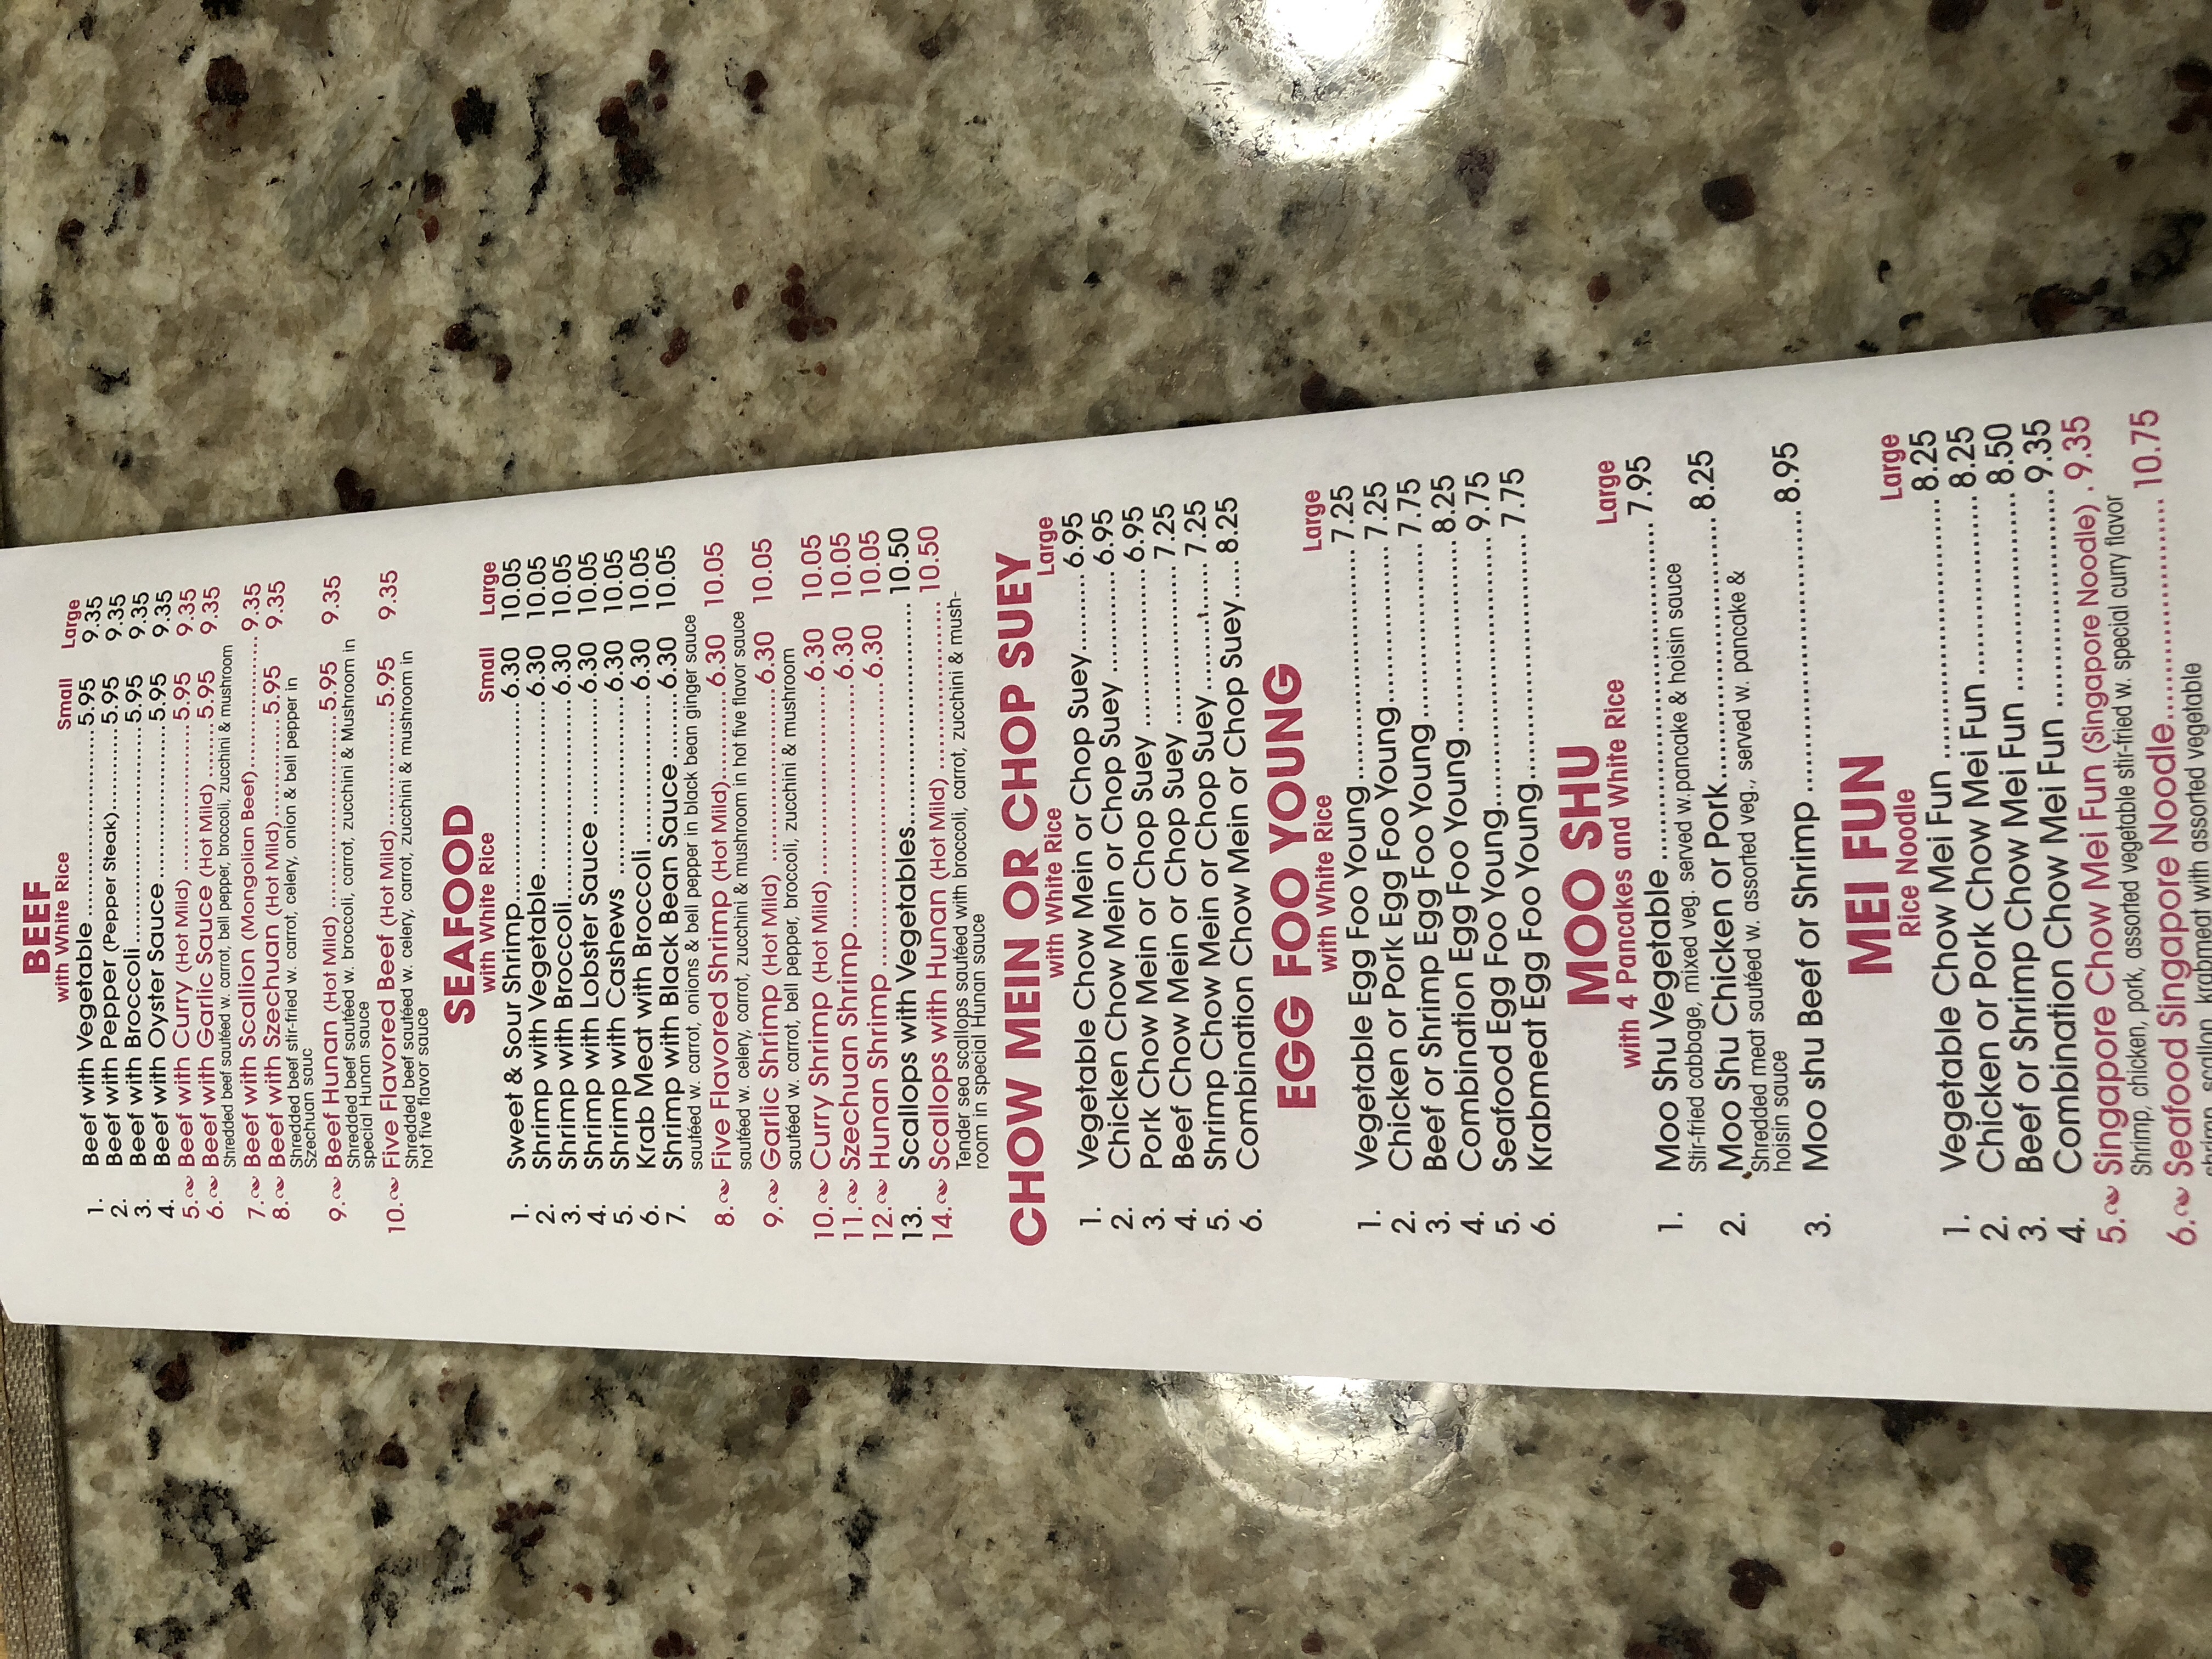 BEEF
with White Rice
Small Large
1. Beef with Vegetable ........ 5.95 9.35
2. Beef with Pepper (Pepper Steak) ........ 5.95 9.35
3. Beef with Broccoli ........ 5.95 9.35
4. Beef with Oyster Sauce ........ 5.95 9.35
5. Beef with Curry (Hot Mild) ........ 5.95 9.35
6. Beef with Garlic Sauce (Hot Mild) ........ 5.95 9.35
Shredded beef sautéed w. carrot, bell pepper, broccoli, zucchini & mushroom
7. Beef with Scallion (Mongolian Beef) ........ 9.35
8. Beef with Szechuan (Hot Mild) ........ 5.95 9.35
Shredded beef stir-fried w. carrot, celery, onion & bell pepper in
Szechuan sauc
9. Beef Hunan (Hot Mild) ........ 5.95 9.35
Shredded beef sautéed w. broccoli, carrot, zucchini & Mushroom in
special Hunan sauce
10. Five Flavored Beef (Hot Mild) ........ 5.95 9.35
Shredded beef sautéed w. celery, carrot, zucchini & mushroom in
hot five flavor sauce
SEAFOOD
with White Rice
Small Large
1. Sweet & Sour Shrimp ........ 6.30 10.05
2. Shrimp with Vegetable ........ 6.30 10.05
3. Shrimp with Broccoli ........ 6.30 10.05
4. Shrimp with Lobster Sauce ........ 6.30 10.05
5. Shrimp with Cashews ........ 6.30 10.05
6. Krab Meat with Broccoli ........ 6.30 10.05
7. Shrimp with Black Bean Sauce ........ 6.30 10.05
sautéed w. carrot, onions & bell pepper in black bean ginger sauce
8. Five Flavored Shrimp (Hot Mild) ........ 6.30 10.05
sautéed w. celery, carrot, zucchini & mushroom in hot five flavor sauce
9. Garlic Shrimp (Hot Mild) ........ 6.30 10.05
sautéed w. carrot, bell pepper, broccoli, zucchini & mushroom
10. Curry Shrimp (Hot Mild) ........ 6.30 10.05
11. Szechuan Shrimp ........ 6.30 10.05
12. Hunan Shrimp ........ 6.30 10.05
13. Scallops with Vegetables ........ 10.50
14. Scallops with Hunan (Hot Mild) ........ 10.50
Tender sea scallops sautéed with broccoli, carrot, zucchini & mush-
room in special Hunan sauce
CHOW MEIN OR CHOP SUEY
with White Rice
Large
1. Vegetable Chow Mein or Chop Suey ........ 6.95
2. Chicken Chow Mein or Chop Suey ........ 6.95
3. Pork Chow Mein or Chop Suey ........ 6.95
4. Beef Chow Mein or Chop Suey ........ 7.25
5. Shrimp Chow Mein or Chop Suey ........ 7.25
6. Combination Chow Mein or Chop Suey .... 8.25
EGG FOO YOUNG
with White Rice
Large
1. Vegetable Egg Foo Young ........ 7.25
2. Chicken or Pork Egg Foo Young ........ 7.25
3. Beef or Shrimp Egg Foo Young ........ 7.75
4. Combination Egg Foo Young ........ 8.25
5. Seafood Egg Foo Young ........ 9.75
6. Krabmeat Egg Foo Young ........ 7.75
MOO SHU
with 4 Pancakes and White Rice
Large
1. Moo Shu Vegetable ........ 7.95
Stir-fried cabbage, mixed veg. served w.pancake & hoisin sauce
2. Moo Shu Chicken or Pork ........ 8.25
Shredded meat sautéed w. assorted veg., served w. pancake &
hoisin sauce
3. Moo shu Beef or Shrimp ........ 8.95
MEI FUN
Rice Noodle
Large
1. Vegetable Chow Mei Fun ........ 8.25
2. Chicken or Pork Chow Mei Fun ........ 8.25
3. Beef or Shrimp Chow Mei Fun ........ 8.50
4. Combination Chow Mei Fun ........ 9.35
5. Singapore Chow Mei Fun (Singapore Noodle) . 9.35
Shrimp, chicken, pork, assorted vegetable stir-fried w. special curry flavor
6. Seafood Singapore Noodle ........ 10.75
shrimp, scallop, krabmeat with assorted vegetable